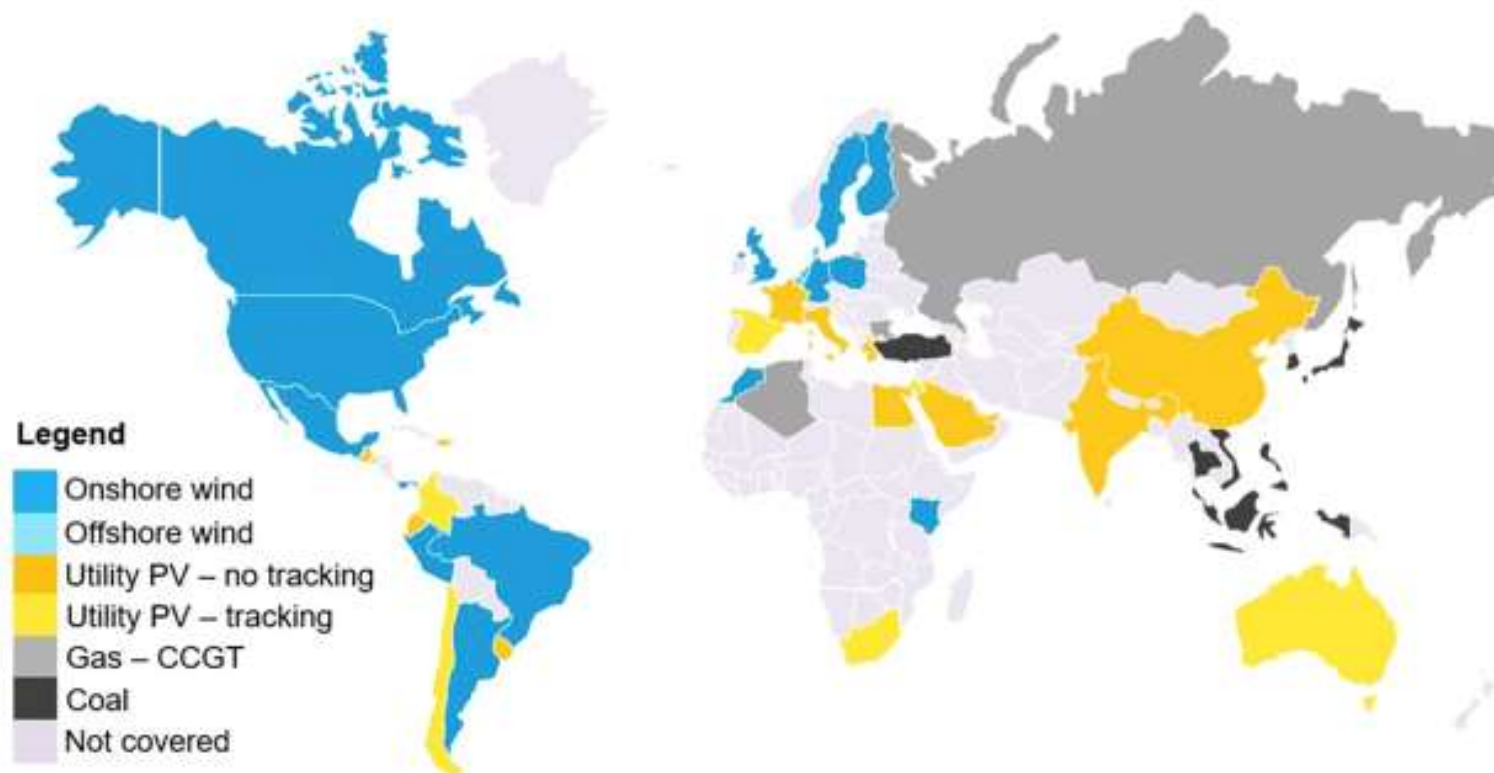 Legend
Onshore wind
Offshore wind
Utility PV – no tracking
Utility PV – tracking
Gas – CCGT
Coal
Not covered